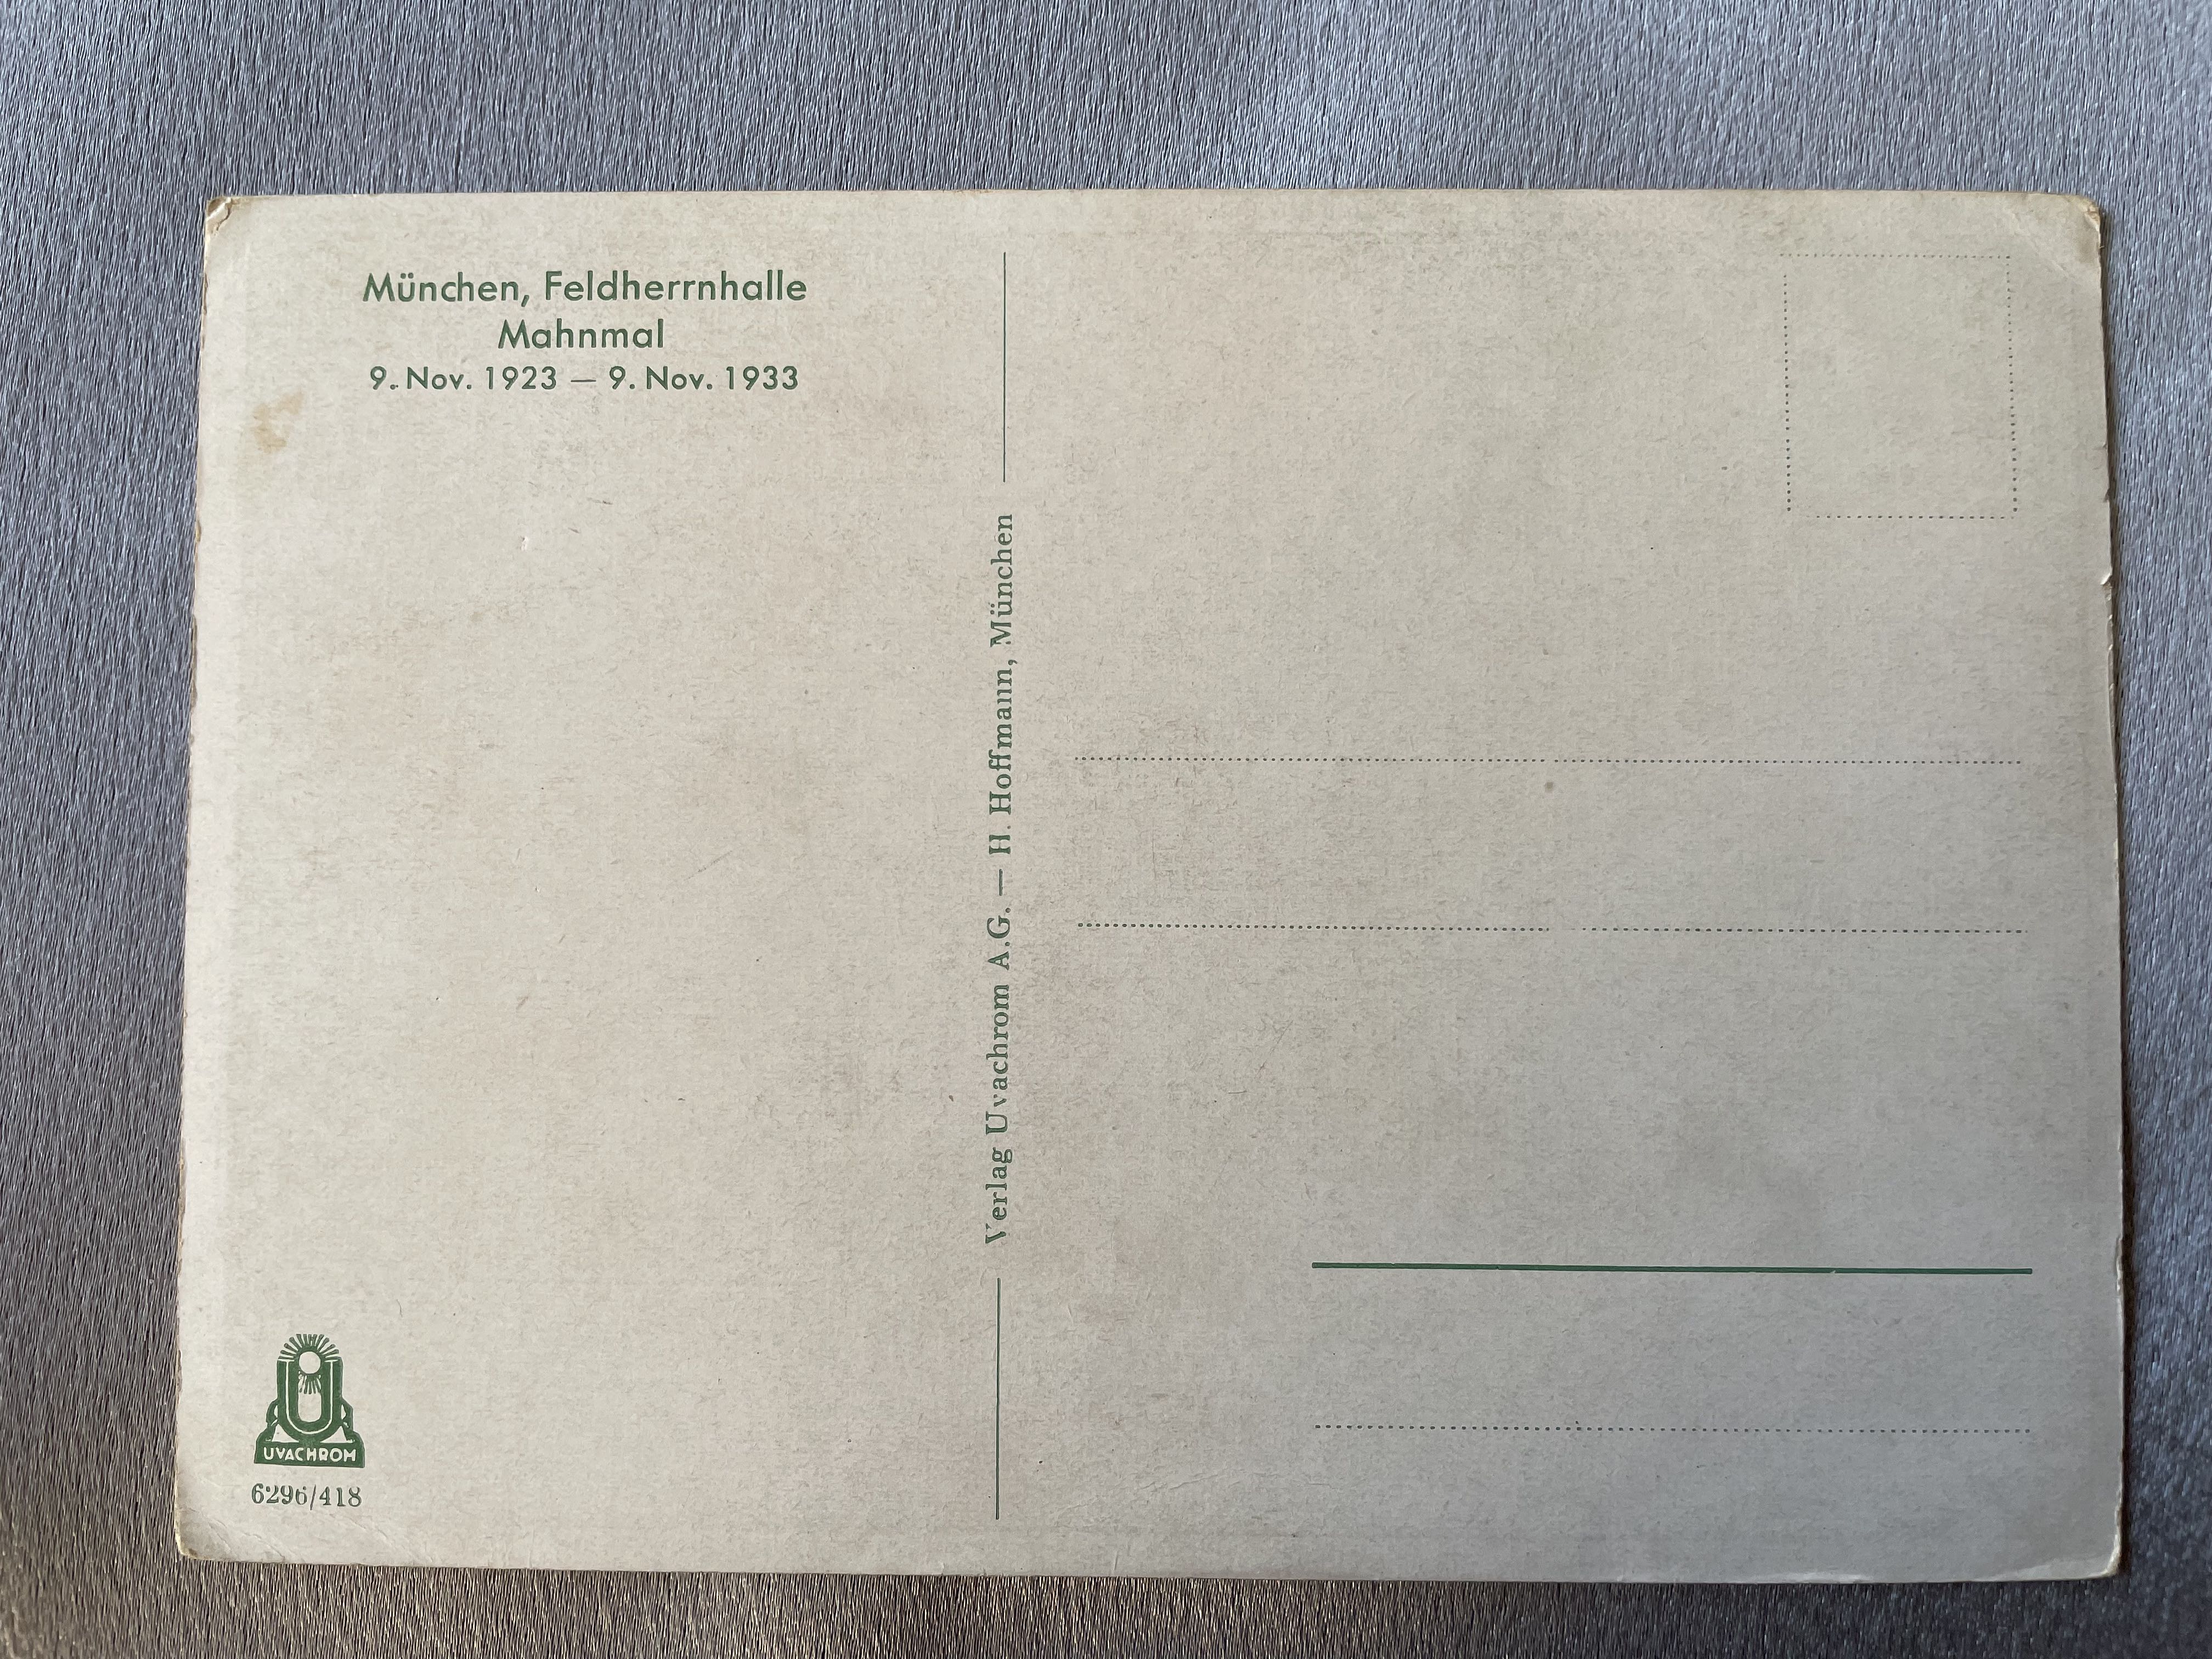 München, Feldherrnhalle
Mahnmal
9. Nov. 1923 — 9. Nov. 1933
Verlag Uvachrom A.G. — H. Hoffmann, München
U
UVACHROM
6296/418